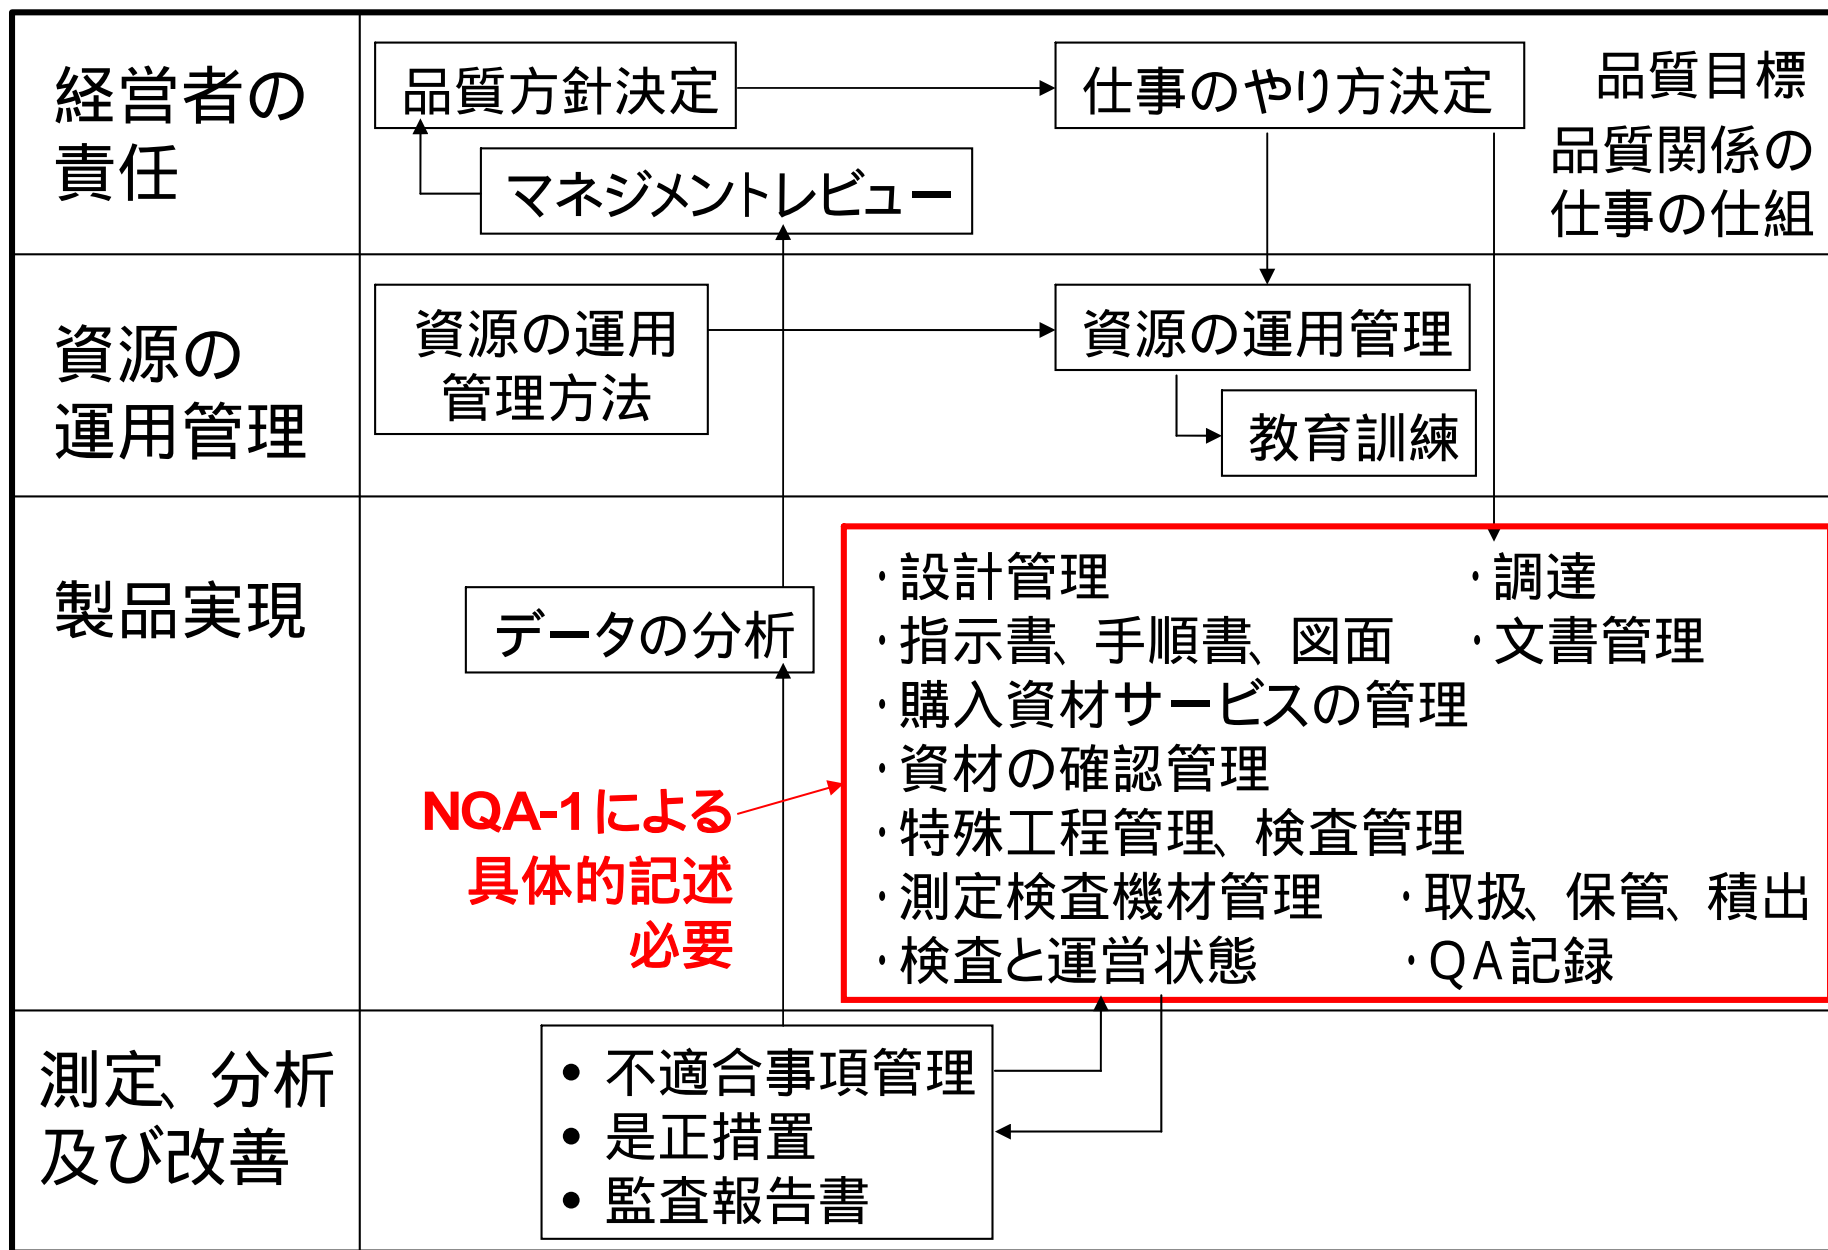 経営者の
責任
品質方針決定
仕事のやり方決定
品質目標
品質関係の
仕事の仕組
マネジメントレビュー
資源の
運用管理
資源の運用
管理方法
資源の運用管理
教育訓練
製品実現
データの分析
・設計管理 ・調達
・指示書、手順書、図面 ・文書管理
・購入資材サービスの管理
・資材の確認管理
・特殊工程管理、検査管理
・測定検査機材管理 ・取扱、保管、積出
・検査と運営状態 ・QA記録
NQA-1による
具体的記述
必要
測定、分析
及び改善
• 不適合事項管理
• 是正措置
• 監査報告書